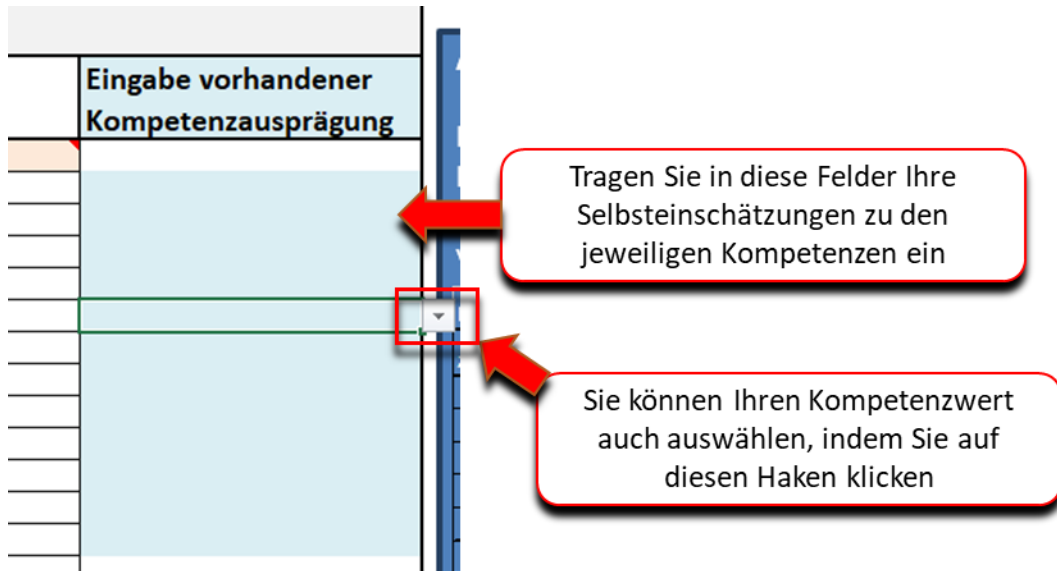 Eingabe vorhandener
Kompetenzausprägung
Tragen Sie in diese Felder Ihre
Selbsteinschätzungen zu den
jeweiligen Kompetenzen ein
Sie können Ihren Kompetenzwert
auch auswählen, indem Sie auf
diesen Haken klicken